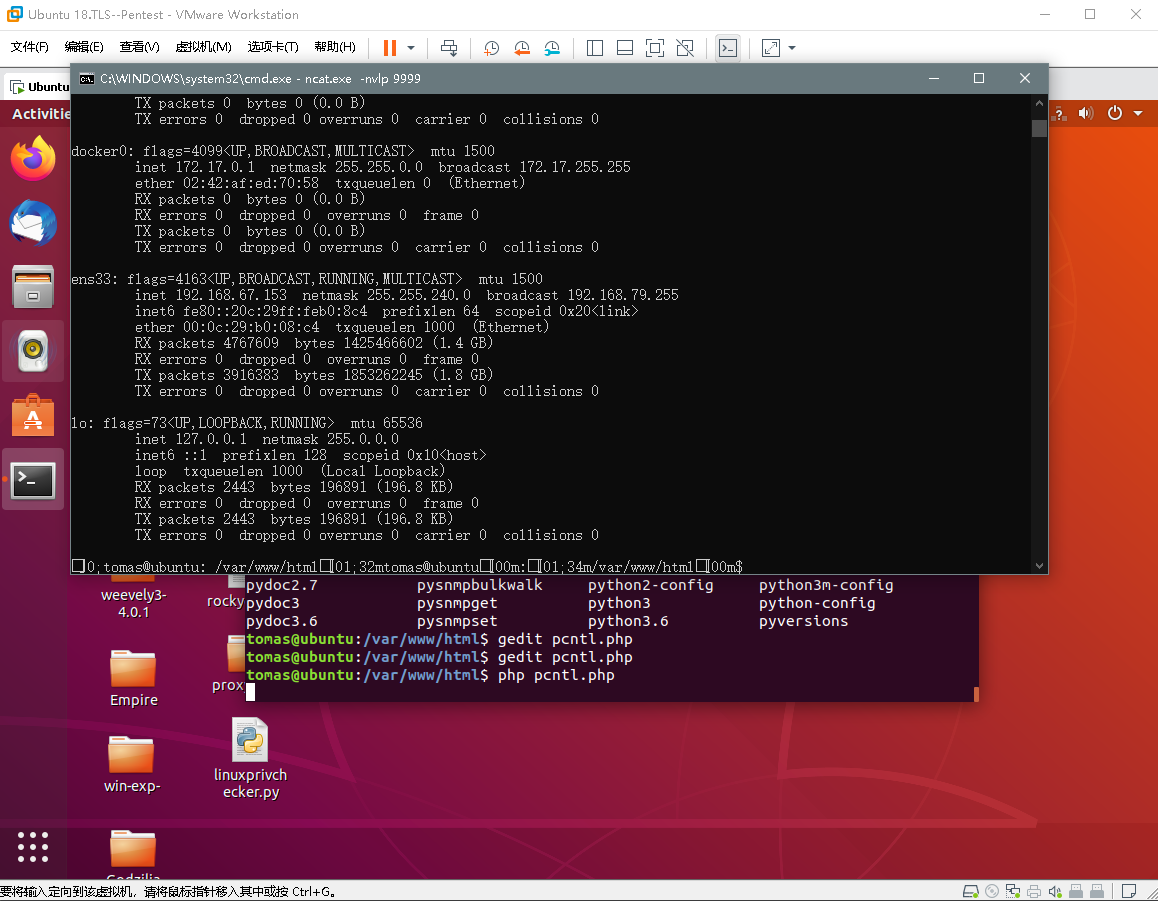 Ubuntu 18.TLS--Pentest - VMware Workstation
文件(F) 编辑(E) 查看(V) 虚拟机(M) 选项卡(T) 帮助(H)
Ubuntu
C:\WINDOWS\system32\cmd.exe - ncat.exe -nvlp 9999
Activitie
TX packets 0 bytes 0 (0.0 B)
TX errors 0 dropped 0 overruns 0 carrier 0 collisions 0
docker0: flags=4099<UP,BROADCAST,MULTICAST> mtu 1500
inet 172.17.0.1 netmask 255.255.0.0 broadcast 172.17.255.255
ether 02:42:af:ed:70:58 txqueuelen 0 (Ethernet)
RX packets 0 bytes 0 (0.0 B)
RX errors 0 dropped 0 overruns 0 frame 0
TX packets 0 bytes 0 (0.0 B)
TX errors 0 dropped 0 overruns 0 carrier 0 collisions 0
ens33: flags=4163<UP,BROADCAST,RUNNING,MULTICAST> mtu 1500
inet 192.168.67.153 netmask 255.255.240.0 broadcast 192.168.79.255
inet6 fe80::20c:29ff:feb0:8c4 prefixlen 64 scopeid 0x20<link>
ether 00:0c:29:b0:08:c4 txqueuelen 1000 (Ethernet)
RX packets 4767609 bytes 1425466602 (1.4 GB)
RX errors 0 dropped 0 overruns 0 frame 0
TX packets 3916383 bytes 1853262245 (1.8 GB)
TX errors 0 dropped 0 overruns 0 carrier 0 collisions 0
lo: flags=73<UP,LOOPBACK,RUNNING> mtu 65536
inet 127.0.0.1 netmask 255.0.0.0
inet6 ::1 prefixlen 128 scopeid 0x10<host>
loop txqueuelen 1000 (Local Loopback)
RX packets 2443 bytes 196891 (196.8 KB)
RX errors 0 dropped 0 overruns 0 frame 0
TX packets 2443 bytes 196891 (196.8 KB)
TX errors 0 dropped 0 overruns 0 carrier 0 collisions 0
]0;tomas@ubuntu: /var/www/html[01;32mtomas@ubuntu[00m:[01;34m/var/www/html[00m$
pydoc2.7 pysnmpbulkwalk python2-config python3m-config
pydoc3 pysnmpget python3 python-config
pydoc3.6 pysnmpset python3.6 pyversions
tomas@ubuntu:/var/www/html$ gedit pcntl.php
tomas@ubuntu:/var/www/html$ gedit pcntl.php
tomas@ubuntu:/var/www/html$ php pcntl.php
weevely3-
4.0.1
rocky
Empire
prox
win-exp-
linuxprivch
ecker.py
Godzilla
要将输入定向到该虚拟机，请将鼠标指针移入其中或按 Ctrl+G。